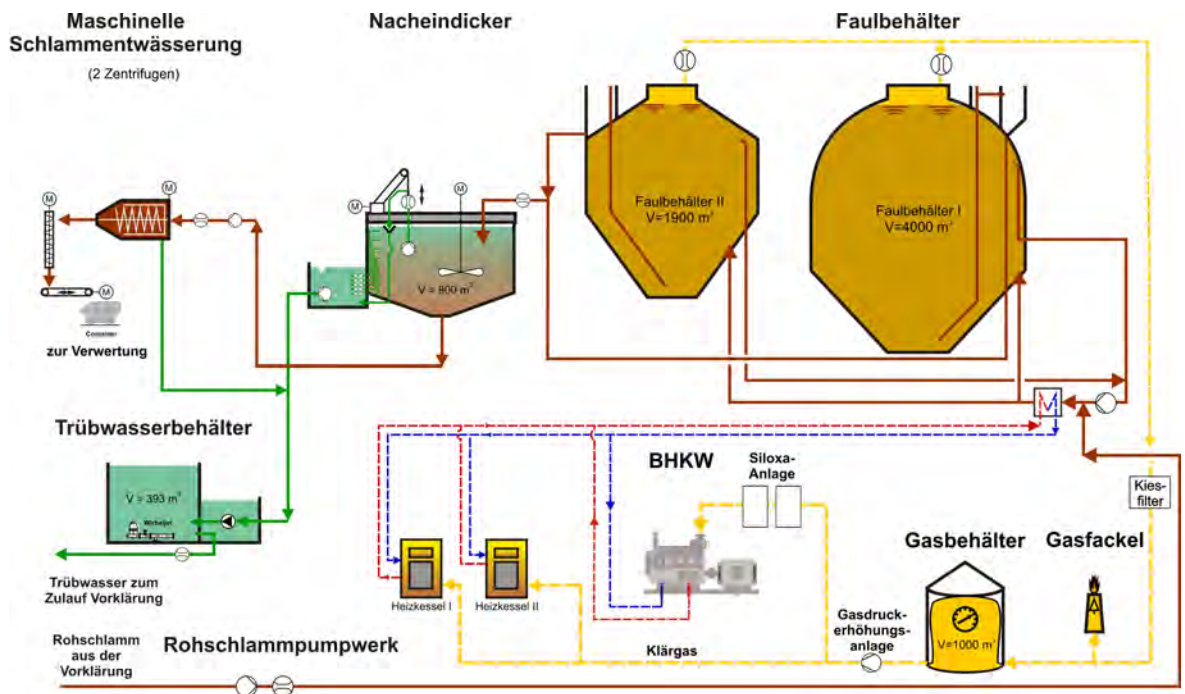 Maschinelle
Schlammentwässerung
(2 Zentrifugen)
Nacheindicker
Faulbehälter
M
M
M
M
M
Faulbehälter II
V=1900 m³
Faulbehälter I
V=4000 m³
V = 800 m³
Container
zur Verwertung
Trübwasserbehälter
V = 393 m³
Wirbeljet
Trübwasser zum
Zulauf Vorklärung
BHKW
Siloxa-
Anlage
Kies-
filter
Heizkessel I
Heizkessel II
Gasbehälter
Gasfackel
Gasdruck-
erhöhungs-
anlage
V=1000 m³
Klärgas
Rohschlamm
aus der
Vorklärung
Rohschlammpumpwerk